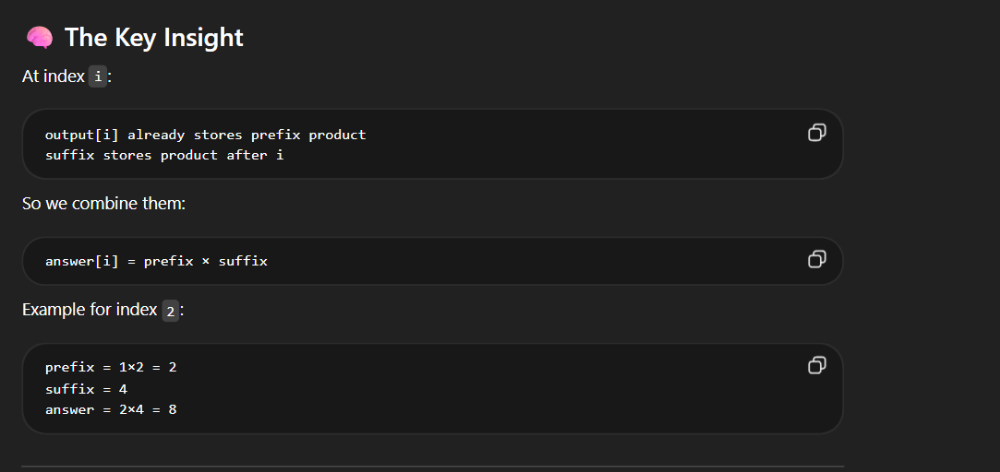 🧠 The Key Insight
At index i:
output[i] already stores prefix product
suffix stores product after i
So we combine them:
answer[i] = prefix × suffix
Example for index 2:
prefix = 1×2 = 2
suffix = 4
answer = 2×4 = 8